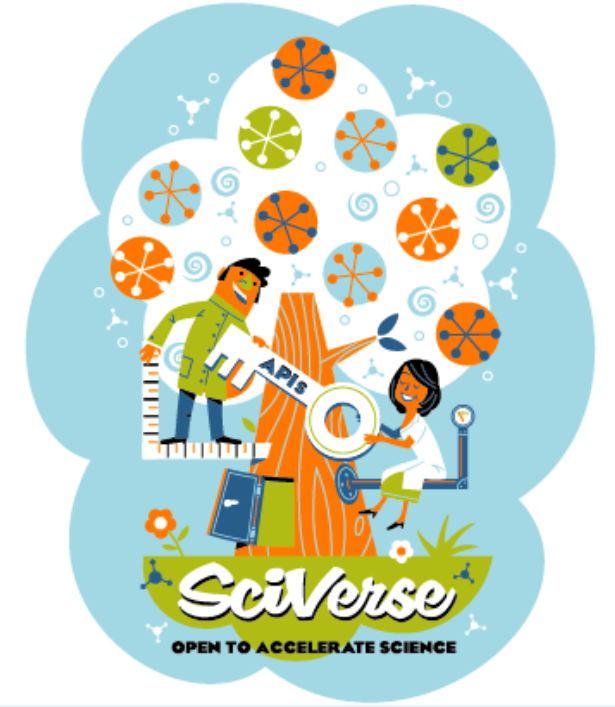 APIs
SciVerse
OPEN TO ACCELERATE SCIENCE